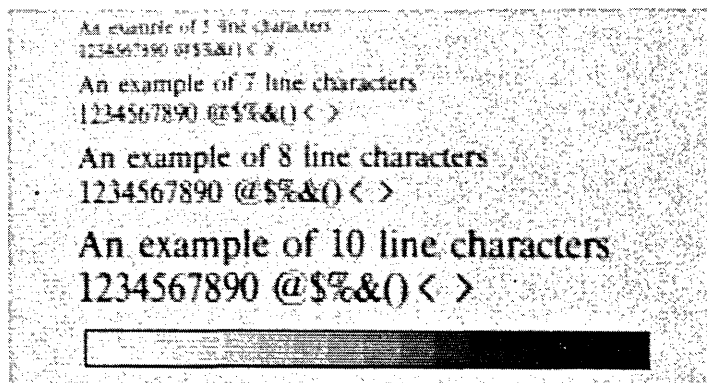 An example of 5 line characters
1234567890 @$%&() < >
An example of 7 line characters
1234567890 @$%&() < >
An example of 8 line characters
1234567890 @$%&() < >
An example of 10 line characters
1234567890 @$%&() < >